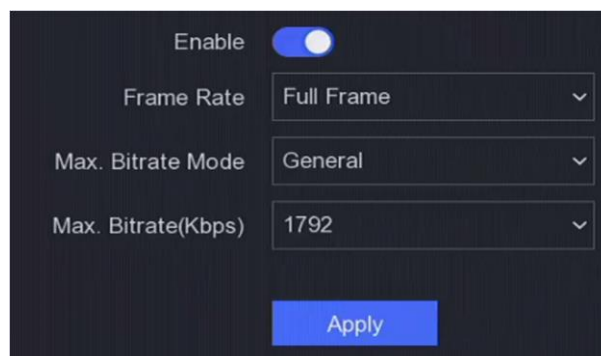 Enable
Frame Rate Full Frame
Max. Bitrate Mode General
Max. Bitrate(Kbps) 1792
Apply